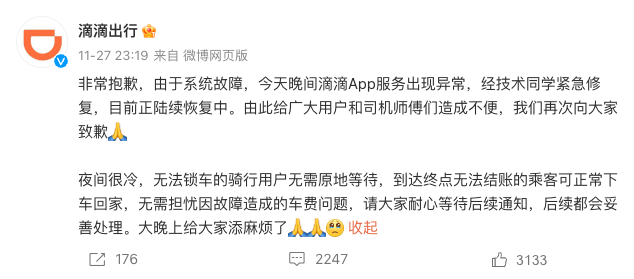 滴滴出行
11-27 23:19 来自 微博网页版
非常抱歉，由于系统故障，今天晚间滴滴App服务出现异常，经技术同学紧急修
复，目前正陆续恢复中。由此给广大用户和司机师傅们造成不便，我们再次向大家
致歉🙏
夜间很冷，无法锁车的骑行用户无需原地等待，到达终点无法结账的乘客可正常下
车回家，无需担忧因故障造成的车费问题，请大家耐心等待后续通知，后续都会妥
善处理。大晚上给大家添麻烦了🙏🙏🥺 收起
176 2247 3133